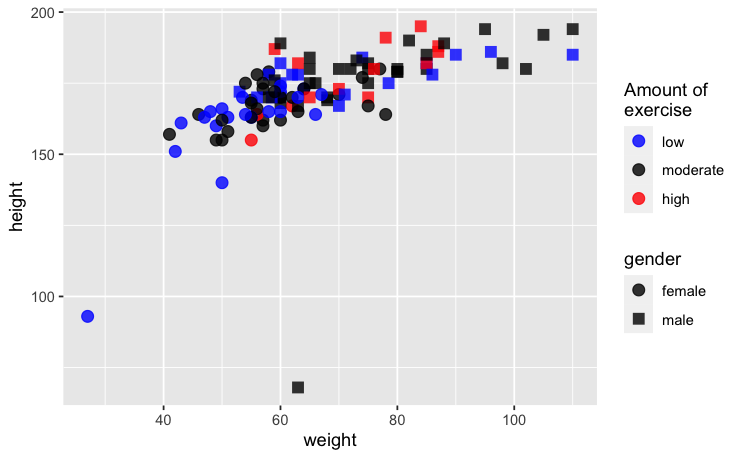 200
150
100
height
40
60
80
100
weight
Amount of
exercise
low
moderate
high
gender
female
male